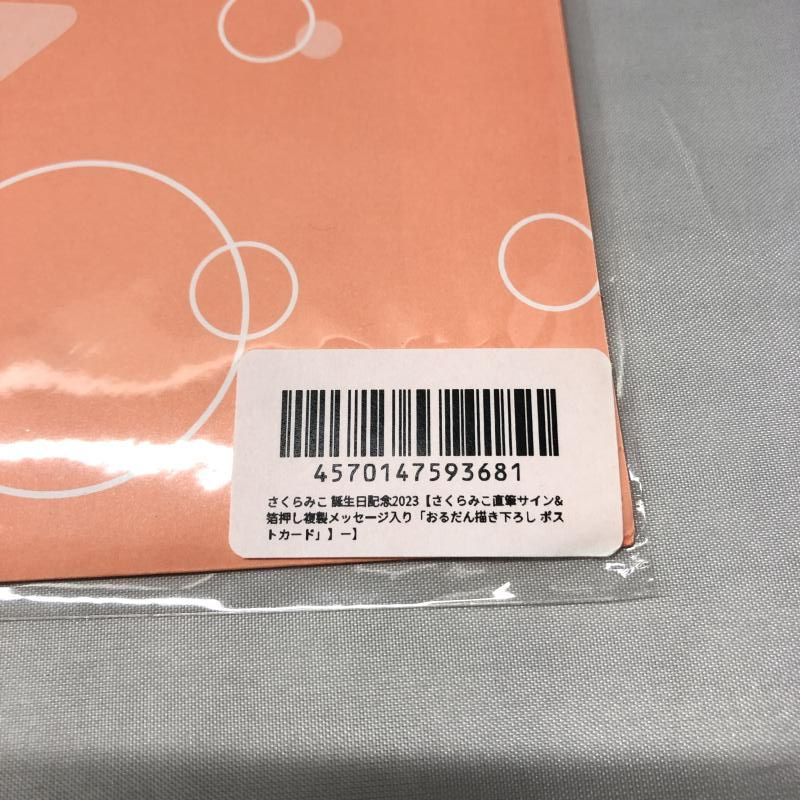 4570147593681
さくらみこ 誕生日記念2023【さくらみこ直筆サイン&
箔押し複製メッセージ入り「おるだん描き下ろし ポス
トカード」】ー】